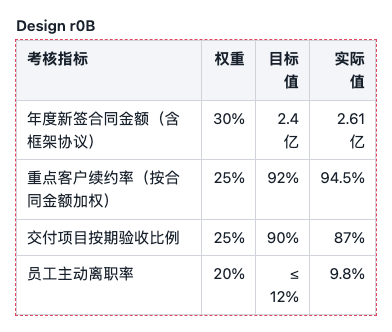 Design r0B
考核指标 权重 目标值 实际值
年度新签合同金额（含框架协议） 30% 2.4亿 2.61亿
重点客户续约率（按合同金额加权） 25% 92% 94.5%
交付项目按期验收比例 25% 90% 87%
员工主动离职率 20% ≤12% 9.8%